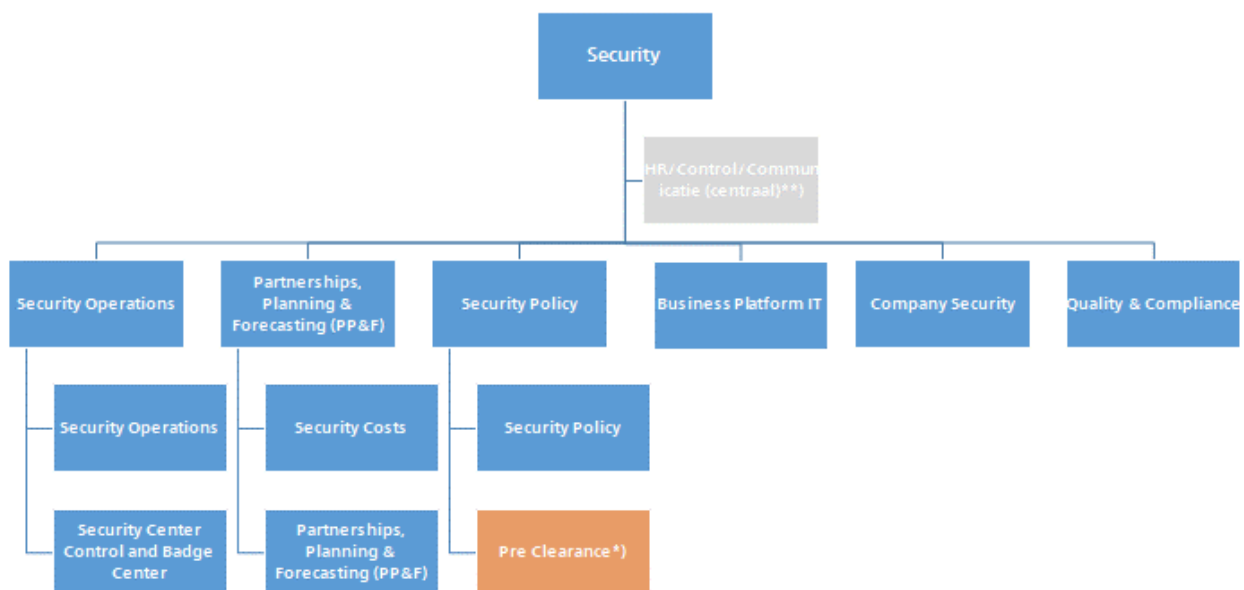 Security
HR/Control/Commun
icatie (centraal)**)
Security Operations
Partnerships,
Planning &
Forecasting (PP&F)
Security Policy
Business Platform IT
Company Security
Quality & Compliance
Security Operations
Security Costs
Security Policy
Security Center
Control and Badge
Center
Partnerships,
Planning &
Forecasting (PP&F)
Pre Clearance*)